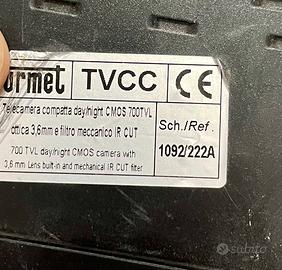 urmet TVCC CE
Telecamera compatta day/night CMOS 700TVL
ottica 3,6mm e filtro meccanico IR CUT
700 TVL day/night CMOS camera with
3,6 mm Lens built-in and mechanical IR CUT filter
Sch./Ref.
1092/222A
subito